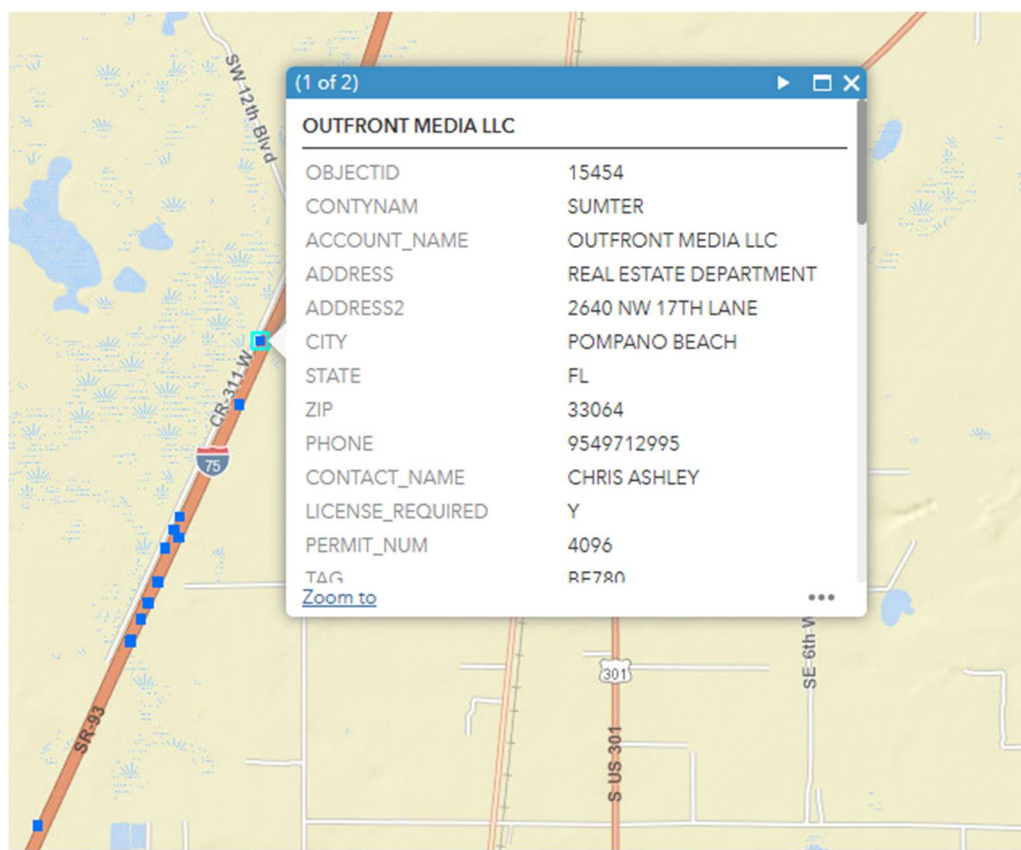 SW 12th Blvd
(1 of 2)
OUTFRONT MEDIA LLC
OBJECTID 15454
CONTYNAM SUMTER
ACCOUNT_NAME OUTFRONT MEDIA LLC
ADDRESS REAL ESTATE DEPARTMENT
ADDRESS2 2640 NW 17TH LANE
CITY POMPANO BEACH
STATE FL
ZIP 33064
PHONE 9549712995
CONTACT_NAME CHRIS ASHLEY
LICENSE_REQUIRED Y
PERMIT_NUM 4096
TAG BE780
Zoom to
CR-311-W
75
SE 6th W
301
SR-93
S US 301